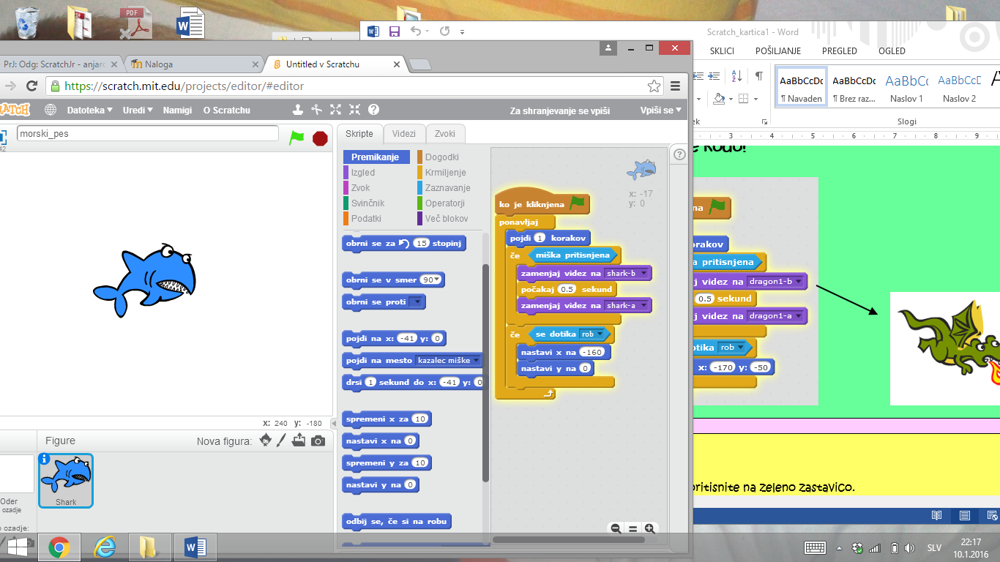 Scratch_kartica1 - Word
SKLICI POŠILJANJE PREGLED OGLED
AaBbCcDc AaBbCcDc AaBbCc AaBbCcD
¶ Navaden ¶ Brez raz... Naslov 1 Naslov 2
Slogi
3 4 5 6 7 8 9
PrJ: Odg: ScratchJr - anjaro
Naloga
Untitled v Scratchu
https://scratch.mit.edu/projects/editor/#editor
Datoteka Uredi Namigi O Scratchu
Za shranjevanje se vpiši Vpiši se
morski_pes
Skripte Videzi Zvoki
Premikanje Dogodki
Izgled Krmiljenje
Zvok Zaznavanje
Svinčnik Operatorji
Podatki Več blokov
obrni se za 15 stopinj
obrni se v smer 90
obrni se proti
pojdi na x: -41 y: 0
pojdi na mesto kazalec miške
drsi 1 sekund do x: -41 y: 0
spremeni x za 10
nastavi x na 0
spremeni y za 10
nastavi y na 0
odbij se, če si na robu
x: -17
y: 0
ko je kliknjena
ponavljaj
pojdi 1 korakov
če miška pritisnjena
zamenjaj videz na shark-b
počakaj 0.5 sekund
zamenjaj videz na shark-a
če se dotika rob
nastavi x na -160
nastavi y na 0
x: 240 y: -180
Figure Nova figura:
Shark
Oder
ozadje
o ozadje:
e kodo!
na
korakov
a pritisnjena
j videz na dragon1-b
0.5 sekund
j videz na dragon1-a
otika rob
x: -170 y: -50
pritisnite na zeleno zastavico.
SLV
22:17
10.1.2016